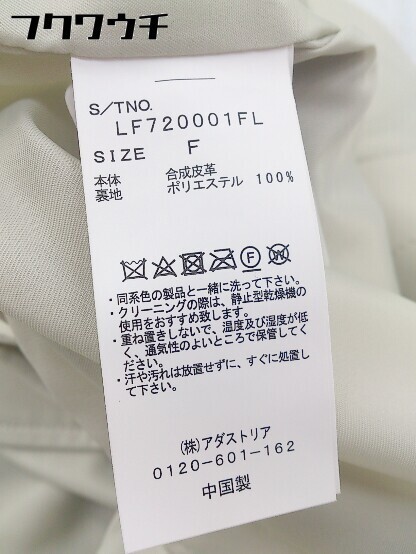 フクワウチ
S/TNO.
LF720001FL
SIZE F
本体 合成皮革
裏地 ポリエステル 100%
F W
・同系色の製品と一緒に洗って下さい。
・クリーニングの際は、静止型乾燥機の
使用をおすすめ致します。
・重ね置きしないで、温度及び湿度が低
く、通気性のよいところで保管してく
ださい。
・汗や汚れは放置せずに、すぐに処置し
て下さい。
(株)アダストリア
0120-601-162
中国製